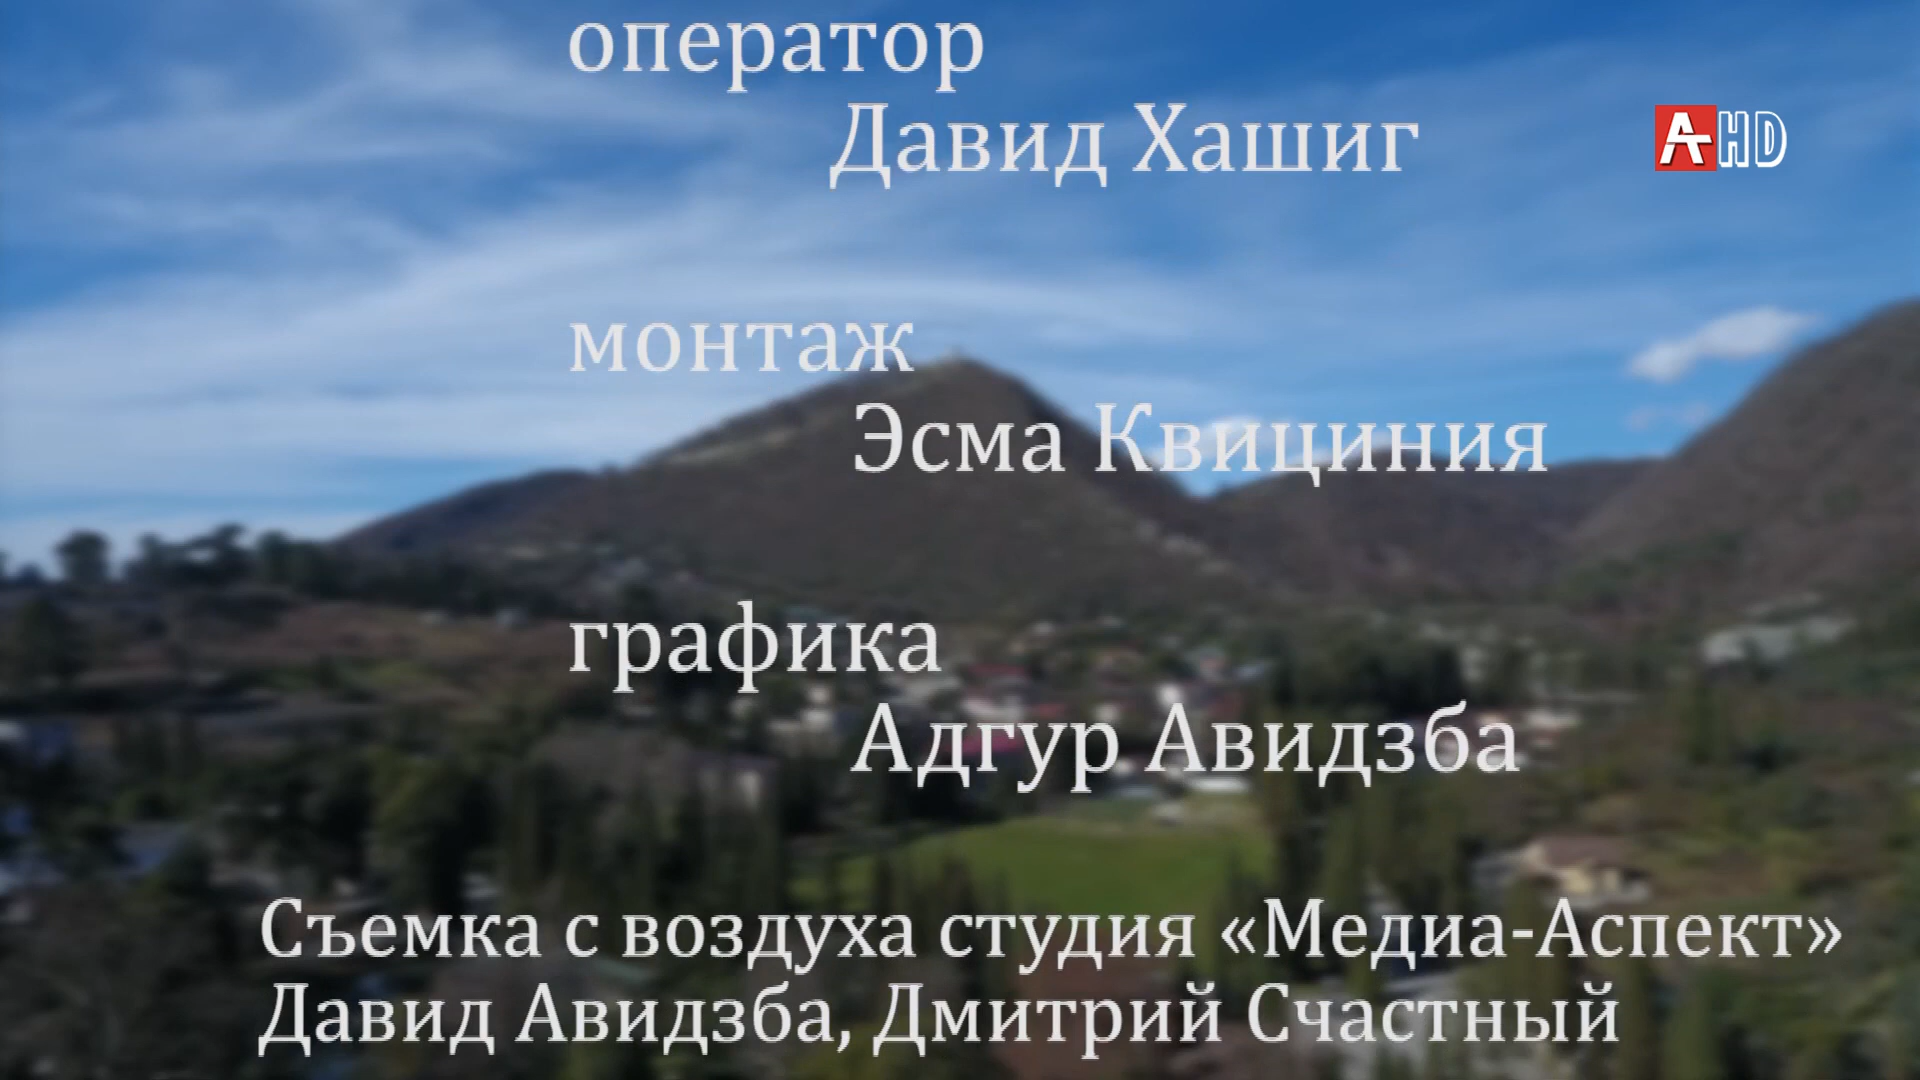 оператор
Давид Хашиг
AHD
монтаж
Эсма Квициния
графика
Адгур Авидзба
Съемка с воздуха студия «Медиа-Аспект»
Давид Авидзба, Дмитрий Счастный